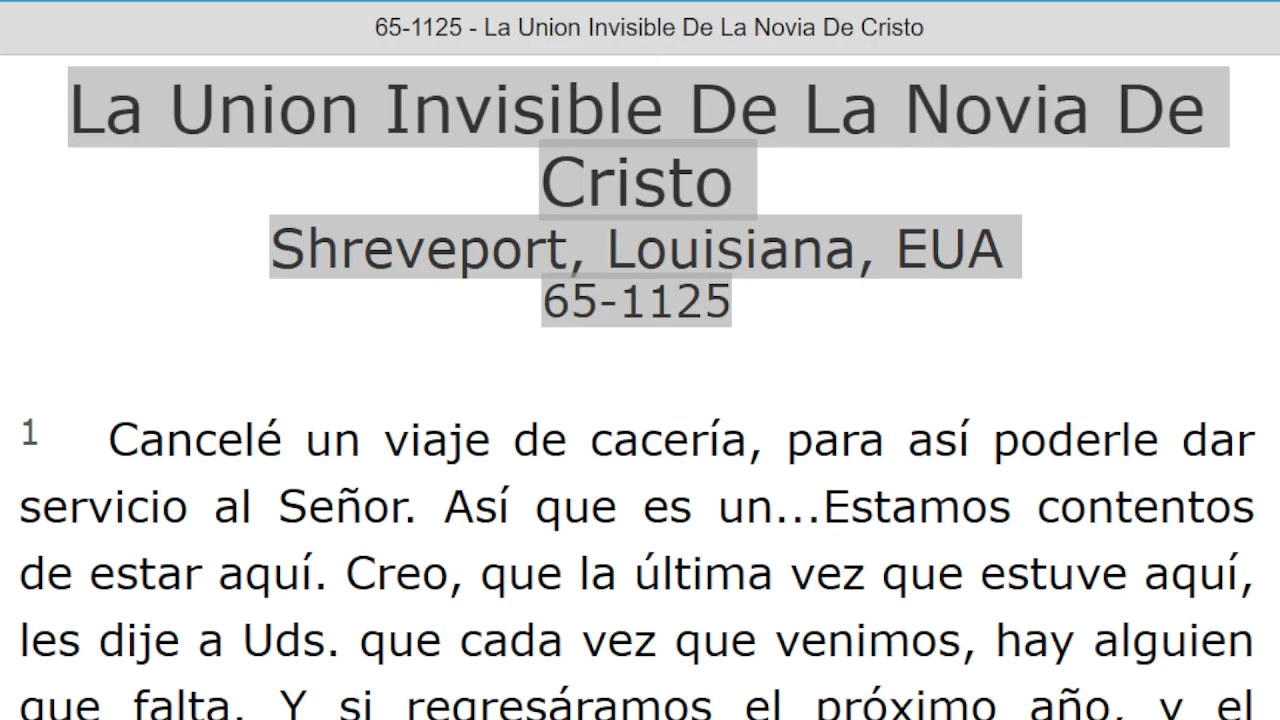 65-1125 - La Union Invisible De La Novia De Cristo
La Union Invisible De La Novia De
Cristo
Shreveport, Louisiana, EUA
65-1125
1 Cancelé un viaje de cacería, para así poderle dar
servicio al Señor. Así que es un...Estamos contentos
de estar aquí. Creo, que la última vez que estuve aquí,
les dije a Uds. que cada vez que venimos, hay alguien
que falta. Y si regresáramos el próximo año, y el